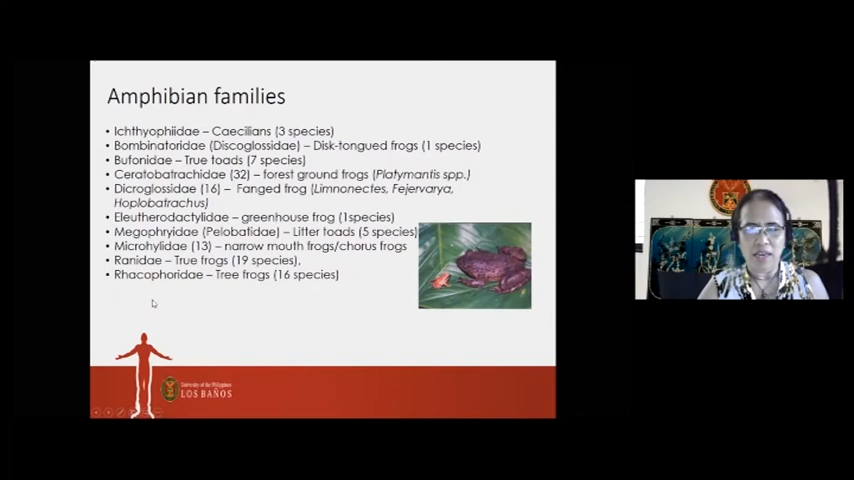 Amphibian families
• Ichthyophiidae – Caecilians (3 species)
• Bombinatoridae (Discoglossidae) – Disk-tongued frogs (1 species)
• Bufonidae – True toads (7 species)
• Ceratobatrachidae (32) – forest ground frogs (Platymantis spp.)
• Dicroglossidae (16) – Fanged frog (Limnonectes, Fejervarya,
Hoplobatrachus)
• Eleutherodactylidae – greenhouse frog (1species)
• Megophryidae (Pelobatidae) – Litter toads (5 species)
• Microhylidae (13) – narrow mouth frogs/chorus frogs
• Ranidae – True frogs (19 species),
• Rhacophoridae – Tree frogs (16 species)
University of the Philippines
LOS BAÑOS